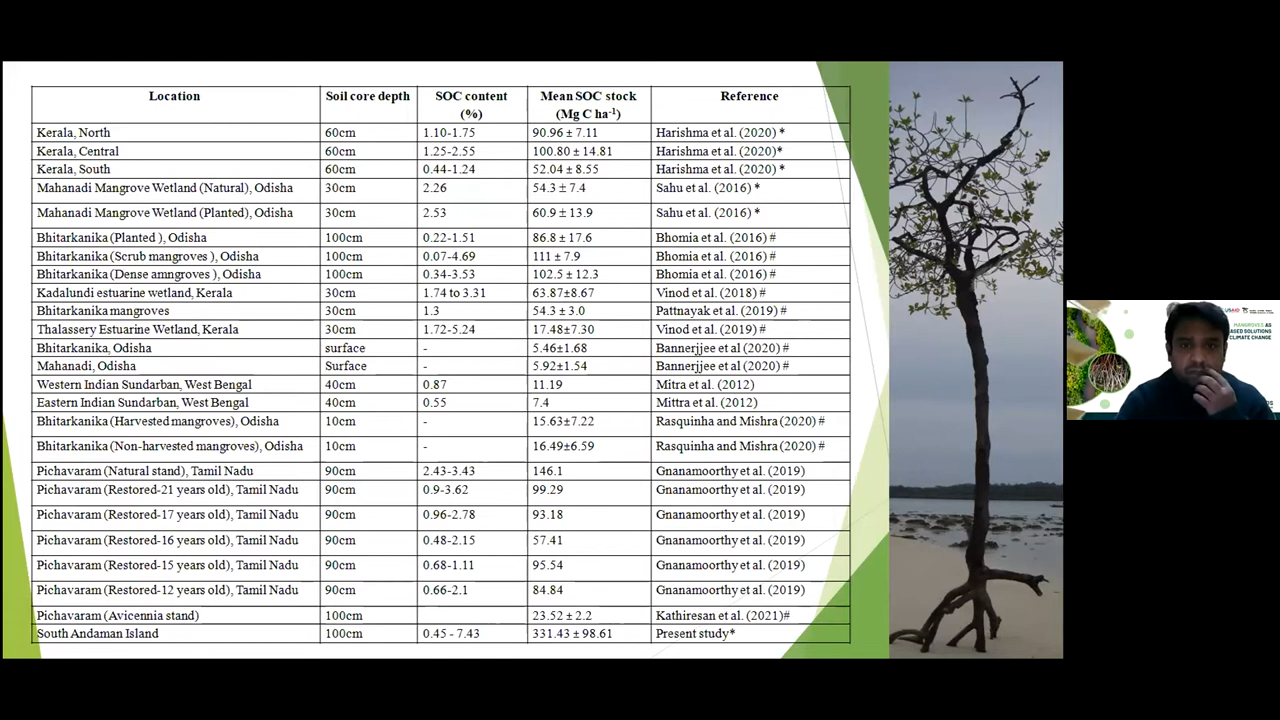 Location Soil core depth SOC content (%) Mean SOC stock (Mg C ha-1) Reference
Kerala, North 60cm 1.10-1.75 90.96 ± 7.11 Harishma et al. (2020) *
Kerala, Central 60cm 1.25-2.55 100.80 ± 14.81 Harishma et al. (2020)*
Kerala, South 60cm 0.44-1.24 52.04 ± 8.55 Harishma et al. (2020) *
Mahanadi Mangrove Wetland (Natural), Odisha 30cm 2.26 54.3 ± 7.4 Sahu et al. (2016) *
Mahanadi Mangrove Wetland (Planted), Odisha 30cm 2.53 60.9 ± 13.9 Sahu et al. (2016) *
Bhitarkanika (Planted ), Odisha 100cm 0.22-1.51 86.8 ± 17.6 Bhomia et al. (2016) #
Bhitarkanika (Scrub mangroves ), Odisha 100cm 0.07-4.69 111 ± 7.9 Bhomia et al. (2016) #
Bhitarkanika (Dense amngroves ), Odisha 100cm 0.34-3.53 102.5 ± 12.3 Bhomia et al. (2016) #
Kadalundi estuarine wetland, Kerala 30cm 1.74 to 3.31 63.87±8.67 Vinod et al. (2018) #
Bhitarkanika mangroves 30cm 1.3 54.3 ± 3.0 Pattnayak et al. (2019) #
Thalassery Estuarine Wetland, Kerala 30cm 1.72-5.24 17.48±7.30 Vinod et al. (2019) #
Bhitarkanika, Odisha surface - 5.46±1.68 Bannerjjee et al (2020) #
Mahanadi, Odisha Surface - 5.92±1.54 Bannerjjee et al (2020) #
Western Indian Sundarban, West Bengal 40cm 0.87 11.19 Mitra et al. (2012)
Eastern Indian Sundarban, West Bengal 40cm 0.55 7.4 Mittra et al. (2012)
Bhitarkanika (Harvested mangroves), Odisha 10cm - 15.63±7.22 Rasquinha and Mishra (2020) #
Bhitarkanika (Non-harvested mangroves), Odisha 10cm - 16.49±6.59 Rasquinha and Mishra (2020) #
Pichavaram (Natural stand), Tamil Nadu 90cm 2.43-3.43 146.1 Gnanamoorthy et al. (2019)
Pichavaram (Restored-21 years old), Tamil Nadu 90cm 0.9-3.62 99.29 Gnanamoorthy et al. (2019)
Pichavaram (Restored-17 years old), Tamil Nadu 90cm 0.96-2.78 93.18 Gnanamoorthy et al. (2019)
Pichavaram (Restored-16 years old), Tamil Nadu 90cm 0.48-2.15 57.41 Gnanamoorthy et al. (2019)
Pichavaram (Restored-15 years old), Tamil Nadu 90cm 0.68-1.11 95.54 Gnanamoorthy et al. (2019)
Pichavaram (Restored-12 years old), Tamil Nadu 90cm 0.66-2.1 84.84 Gnanamoorthy et al. (2019)
Pichavaram (Avicennia stand) 100cm 23.52 ± 2.2 Kathiresan et al. (2021)#
South Andaman Island 100cm 0.45 - 7.43 331.43 ± 98.61 Present study*
USAID
MANGROVES AS
BASED SOLUTIONS
CLIMATE CHANGE